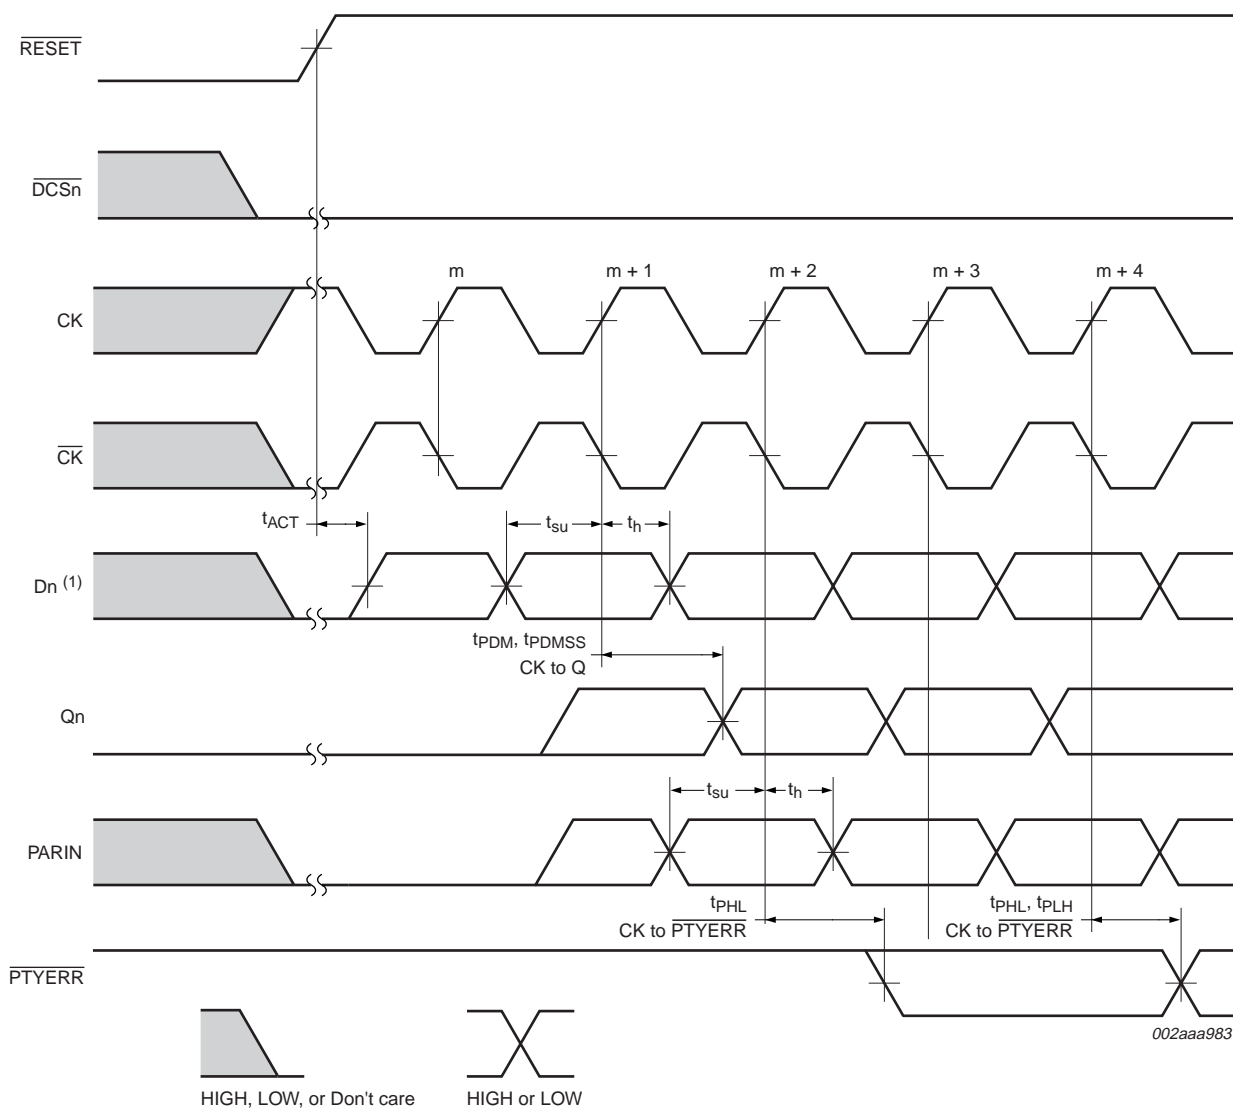 RESET
DCSn
m m + 1 m + 2 m + 3 m + 4
CK
CK
tACT tsu th
Dn (1)
tPDM, tPDMSS
CK to Q
Qn
tsu th
PARIN
tPHL
CK to PTYERR
tPHL, tPLH
CK to PTYERR
PTYERR
002aaa983
HIGH, LOW, or Don't care
HIGH or LOW